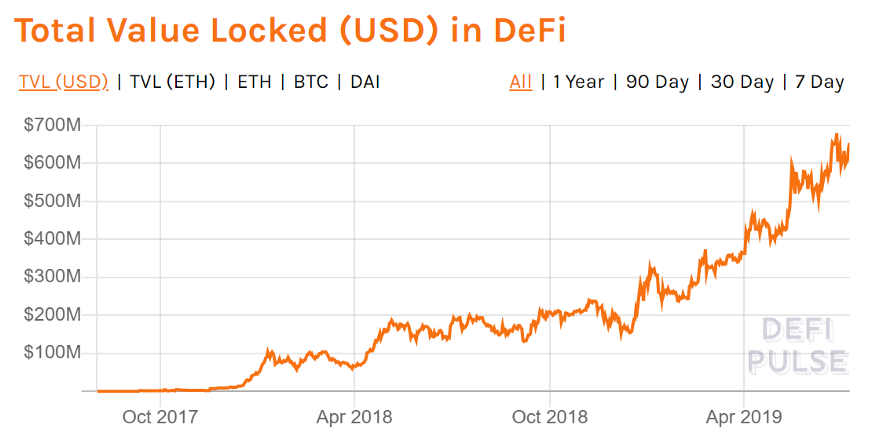 Total Value Locked (USD) in DeFi
TVL (USD) | TVL (ETH) | ETH | BTC | DAI
All | 1 Year | 90 Day | 30 Day | 7 Day
$700M
$600M
$500M
$400M
$300M
$200M
$100M
DEFI
PULSE
Oct 2017
Apr 2018
Oct 2018
Apr 2019